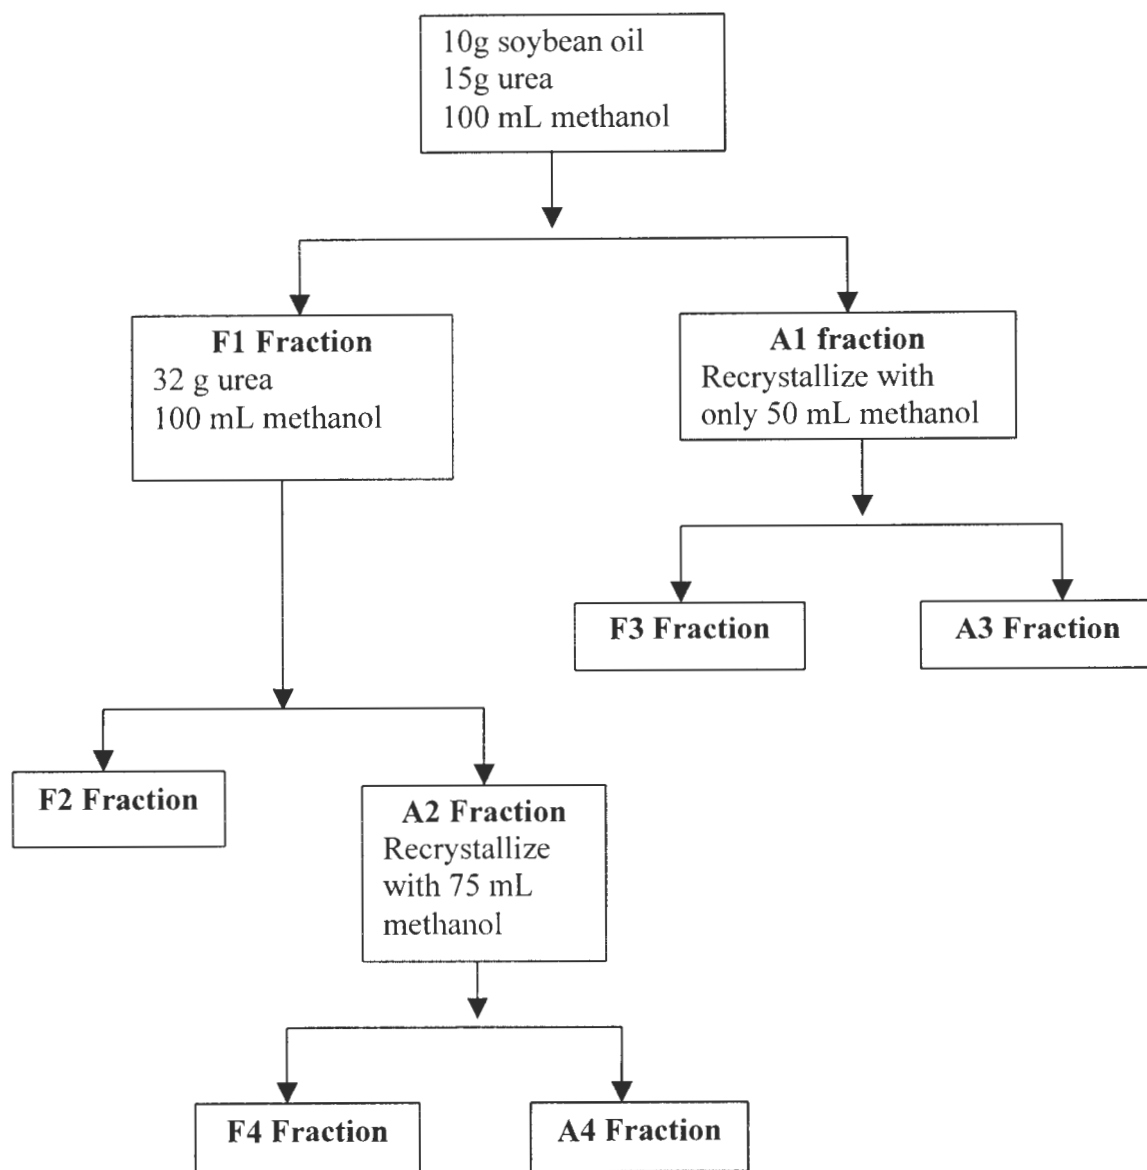 10g soybean oil
15g urea
100 mL methanol
F1 Fraction
32 g urea
100 mL methanol
A1 fraction
Recrystallize with
only 50 mL methanol
F3 Fraction
A3 Fraction
F2 Fraction
A2 Fraction
Recrystallize
with 75 mL
methanol
F4 Fraction
A4 Fraction